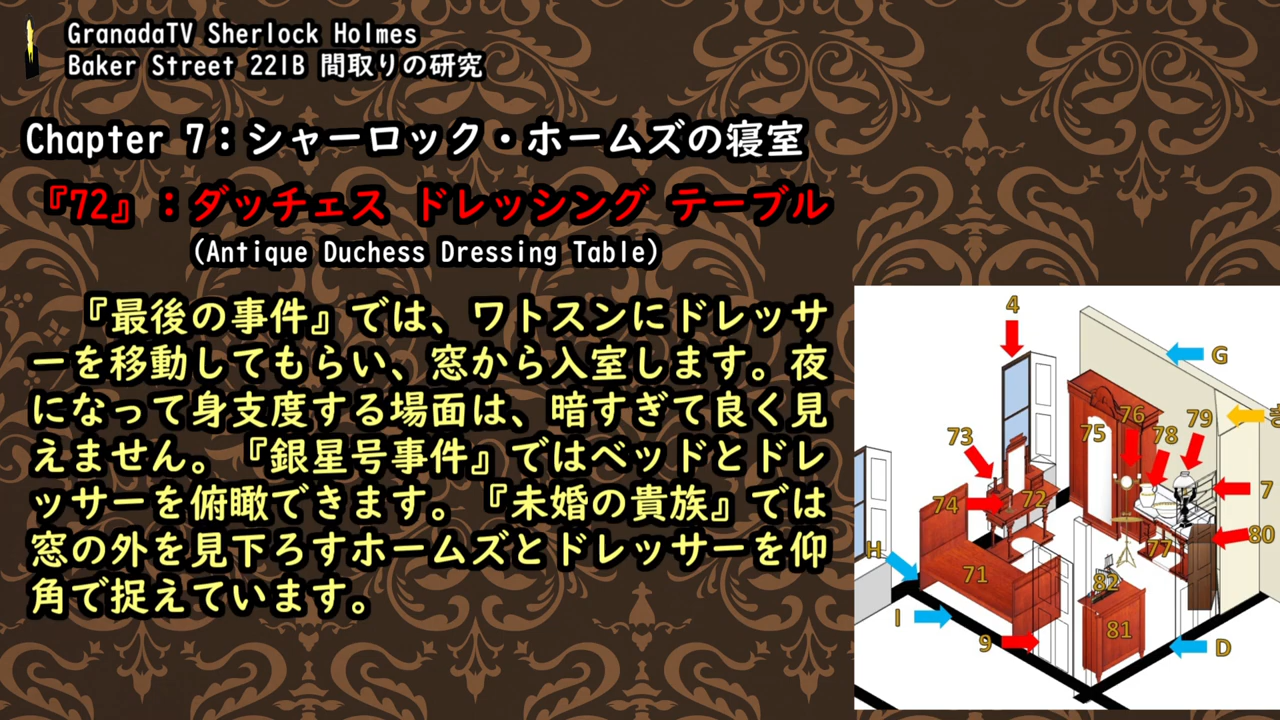 GranadaTV Sherlock Holmes
Baker Street 221B 間取りの研究
Chapter 7：シャーロック・ホームズの寝室
『72』：ダッチェス ドレッシング テーブル
(Antique Duchess Dressing Table)
『最後の事件』では、ワトスンにドレッサ
ーを移動してもらい、窓から入室します。夜
になって身支度する場面は、暗すぎて良く見
えません。『銀星号事件』ではベッドとドレ
ッサーを俯瞰できます。『未婚の貴族』では
窓の外を見下ろすホームズとドレッサーを仰
角で捉えています。
4
G
76
79
き
73
75
78
74
72
7
77
80
H
71
82
I
81
9
D